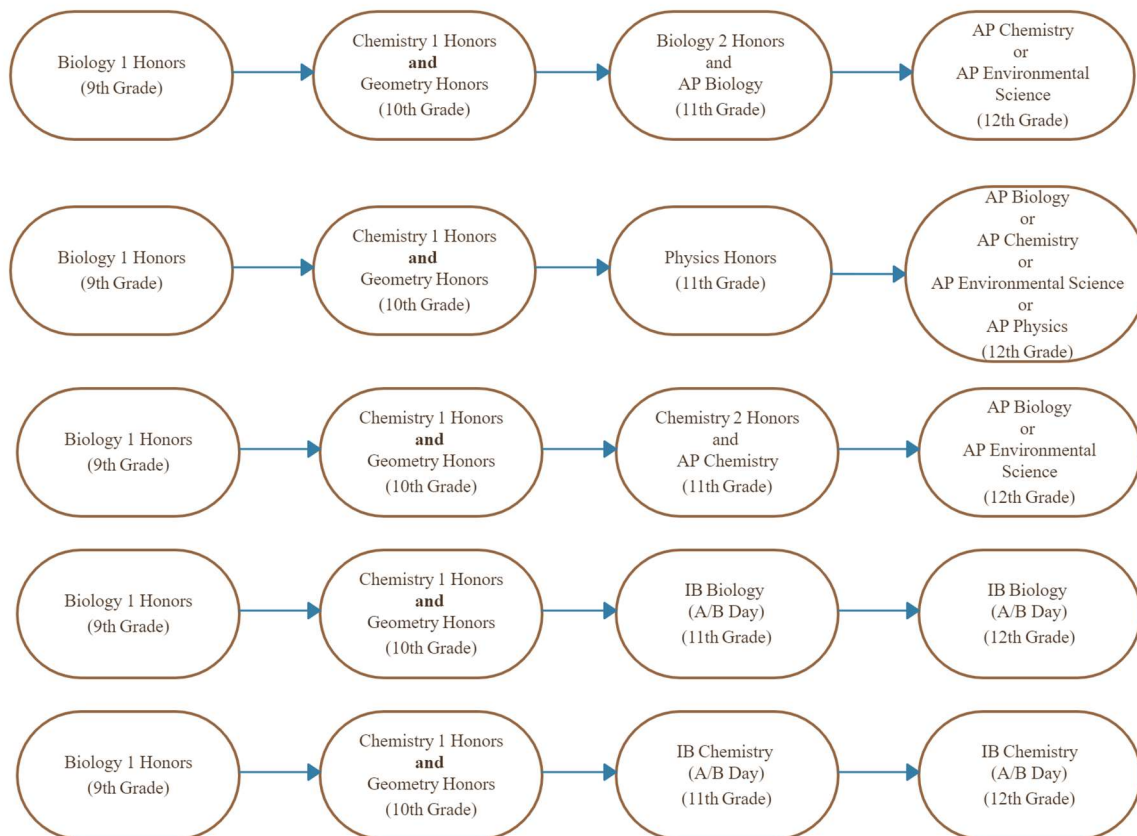 Biology 1 Honors
(9th Grade)
Chemistry 1 Honors
and
Geometry Honors
(10th Grade)
Biology 2 Honors
and
AP Biology
(11th Grade)
AP Chemistry
or
AP Environmental
Science
(12th Grade)
Biology 1 Honors
(9th Grade)
Chemistry 1 Honors
and
Geometry Honors
(10th Grade)
Physics Honors
(11th Grade)
AP Biology
or
AP Chemistry
or
AP Environmental Science
or
AP Physics
(12th Grade)
Biology 1 Honors
(9th Grade)
Chemistry 1 Honors
and
Geometry Honors
(10th Grade)
Chemistry 2 Honors
and
AP Chemistry
(11th Grade)
AP Biology
or
AP Environmental
Science
(12th Grade)
Biology 1 Honors
(9th Grade)
Chemistry 1 Honors
and
Geometry Honors
(10th Grade)
IB Biology
(A/B Day)
(11th Grade)
IB Biology
(A/B Day)
(12th Grade)
Biology 1 Honors
(9th Grade)
Chemistry 1 Honors
and
Geometry Honors
(10th Grade)
IB Chemistry
(A/B Day)
(11th Grade)
IB Chemistry
(A/B Day)
(12th Grade)